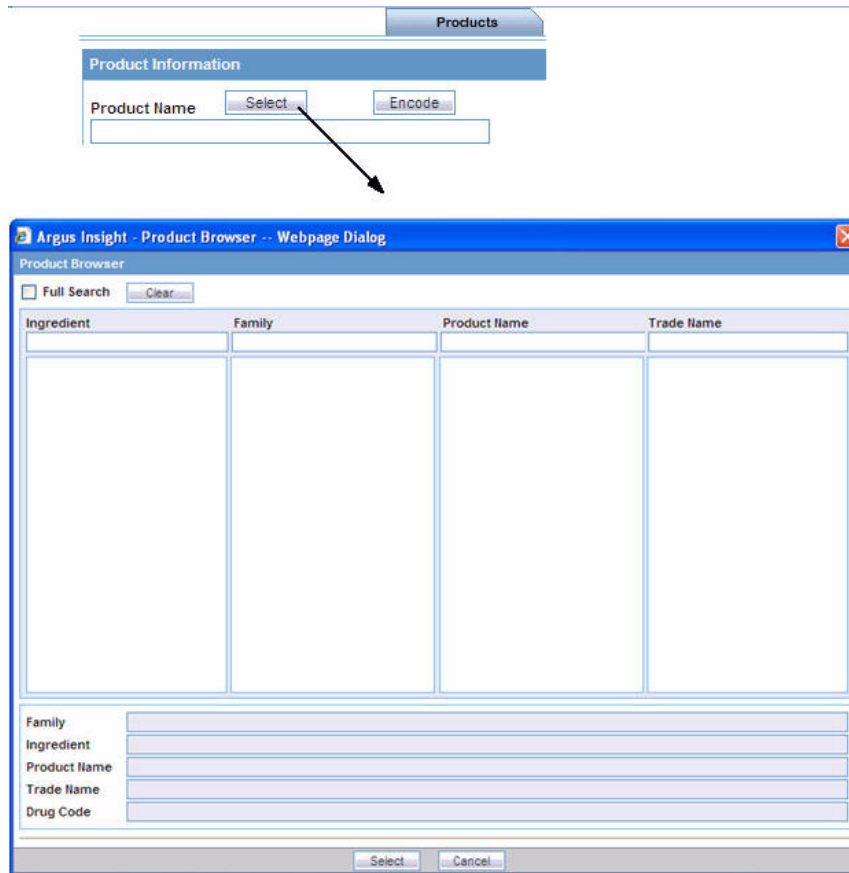 Products
Product Information
Product Name Select Encode
Argus Insight - Product Browser -- Webpage Dialog
Product Browser
Full Search Clear
Ingredient Family Product Name Trade Name
Family
Ingredient
Product Name
Trade Name
Drug Code
Select Cancel